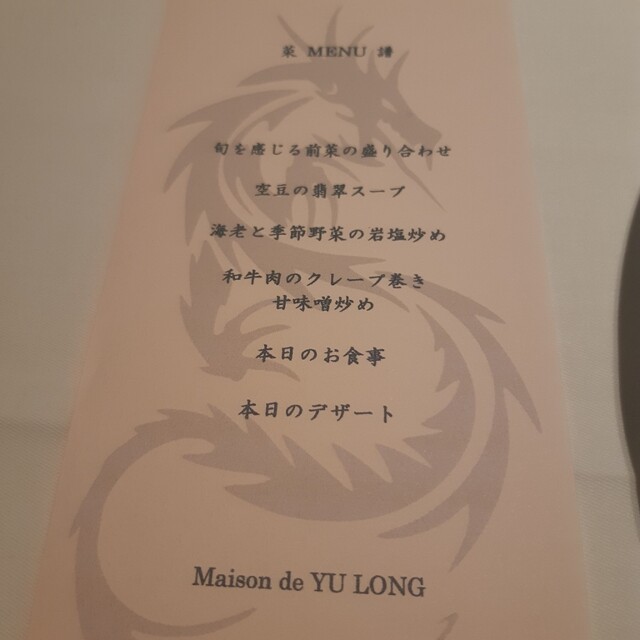 菜 MENU 譜
旬を感じる前菜の盛り合わせ
空豆の翡翠スープ
海老と季節野菜の岩塩炒め
和牛肉のクレープ巻き
甘味噌炒め
本日のお食事
本日のデザート
Maison de YU LONG